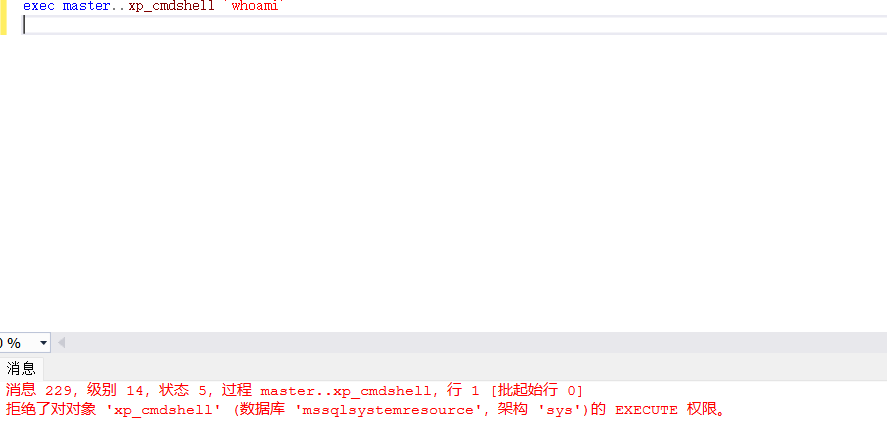 exec master..xp_cmdshell 'whoami'
0 %
消息
消息 229，级别 14，状态 5，过程 master..xp_cmdshell，行 1 [批起始行 0]
拒绝了对对象 'xp_cmdshell' (数据库 'mssqlsystemresource'，架构 'sys')的 EXECUTE 权限。